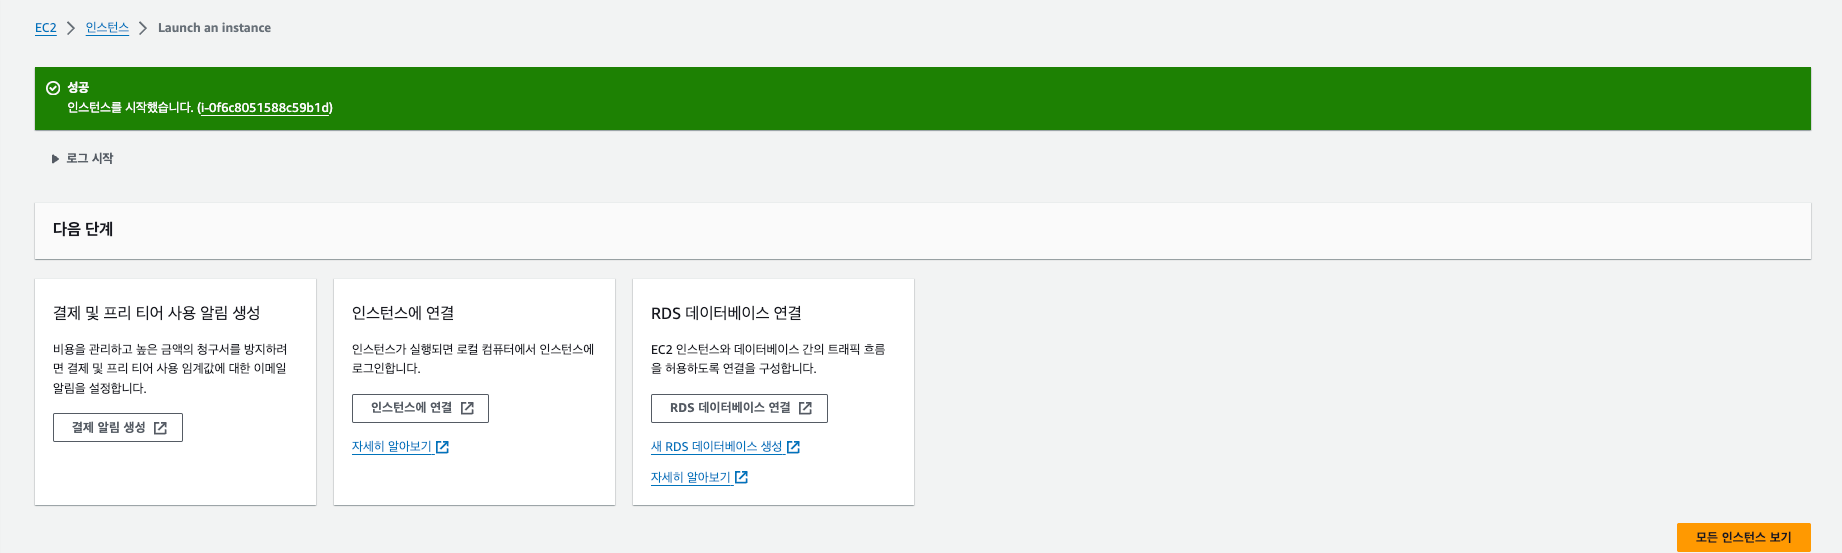 EC2 > 인스턴스 > Launch an instance
성공
인스턴스를 시작했습니다. (i-0f6c8051588c59b1d)
로그 시작
다음 단계
결제 및 프리 티어 사용 알림 생성
비용을 관리하고 높은 금액의 청구서를 방지하려
면 결제 및 프리 티어 사용 임계값에 대한 이메일
알림을 설정합니다.
결제 알림 생성
인스턴스에 연결
인스턴스가 실행되면 로컬 컴퓨터에서 인스턴스에
로그인합니다.
인스턴스에 연결
자세히 알아보기
RDS 데이터베이스 연결
EC2 인스턴스와 데이터베이스 간의 트래픽 흐름
을 허용하도록 연결을 구성합니다.
RDS 데이터베이스 연결
새 RDS 데이터베이스 생성
자세히 알아보기
모든 인스턴스 보기